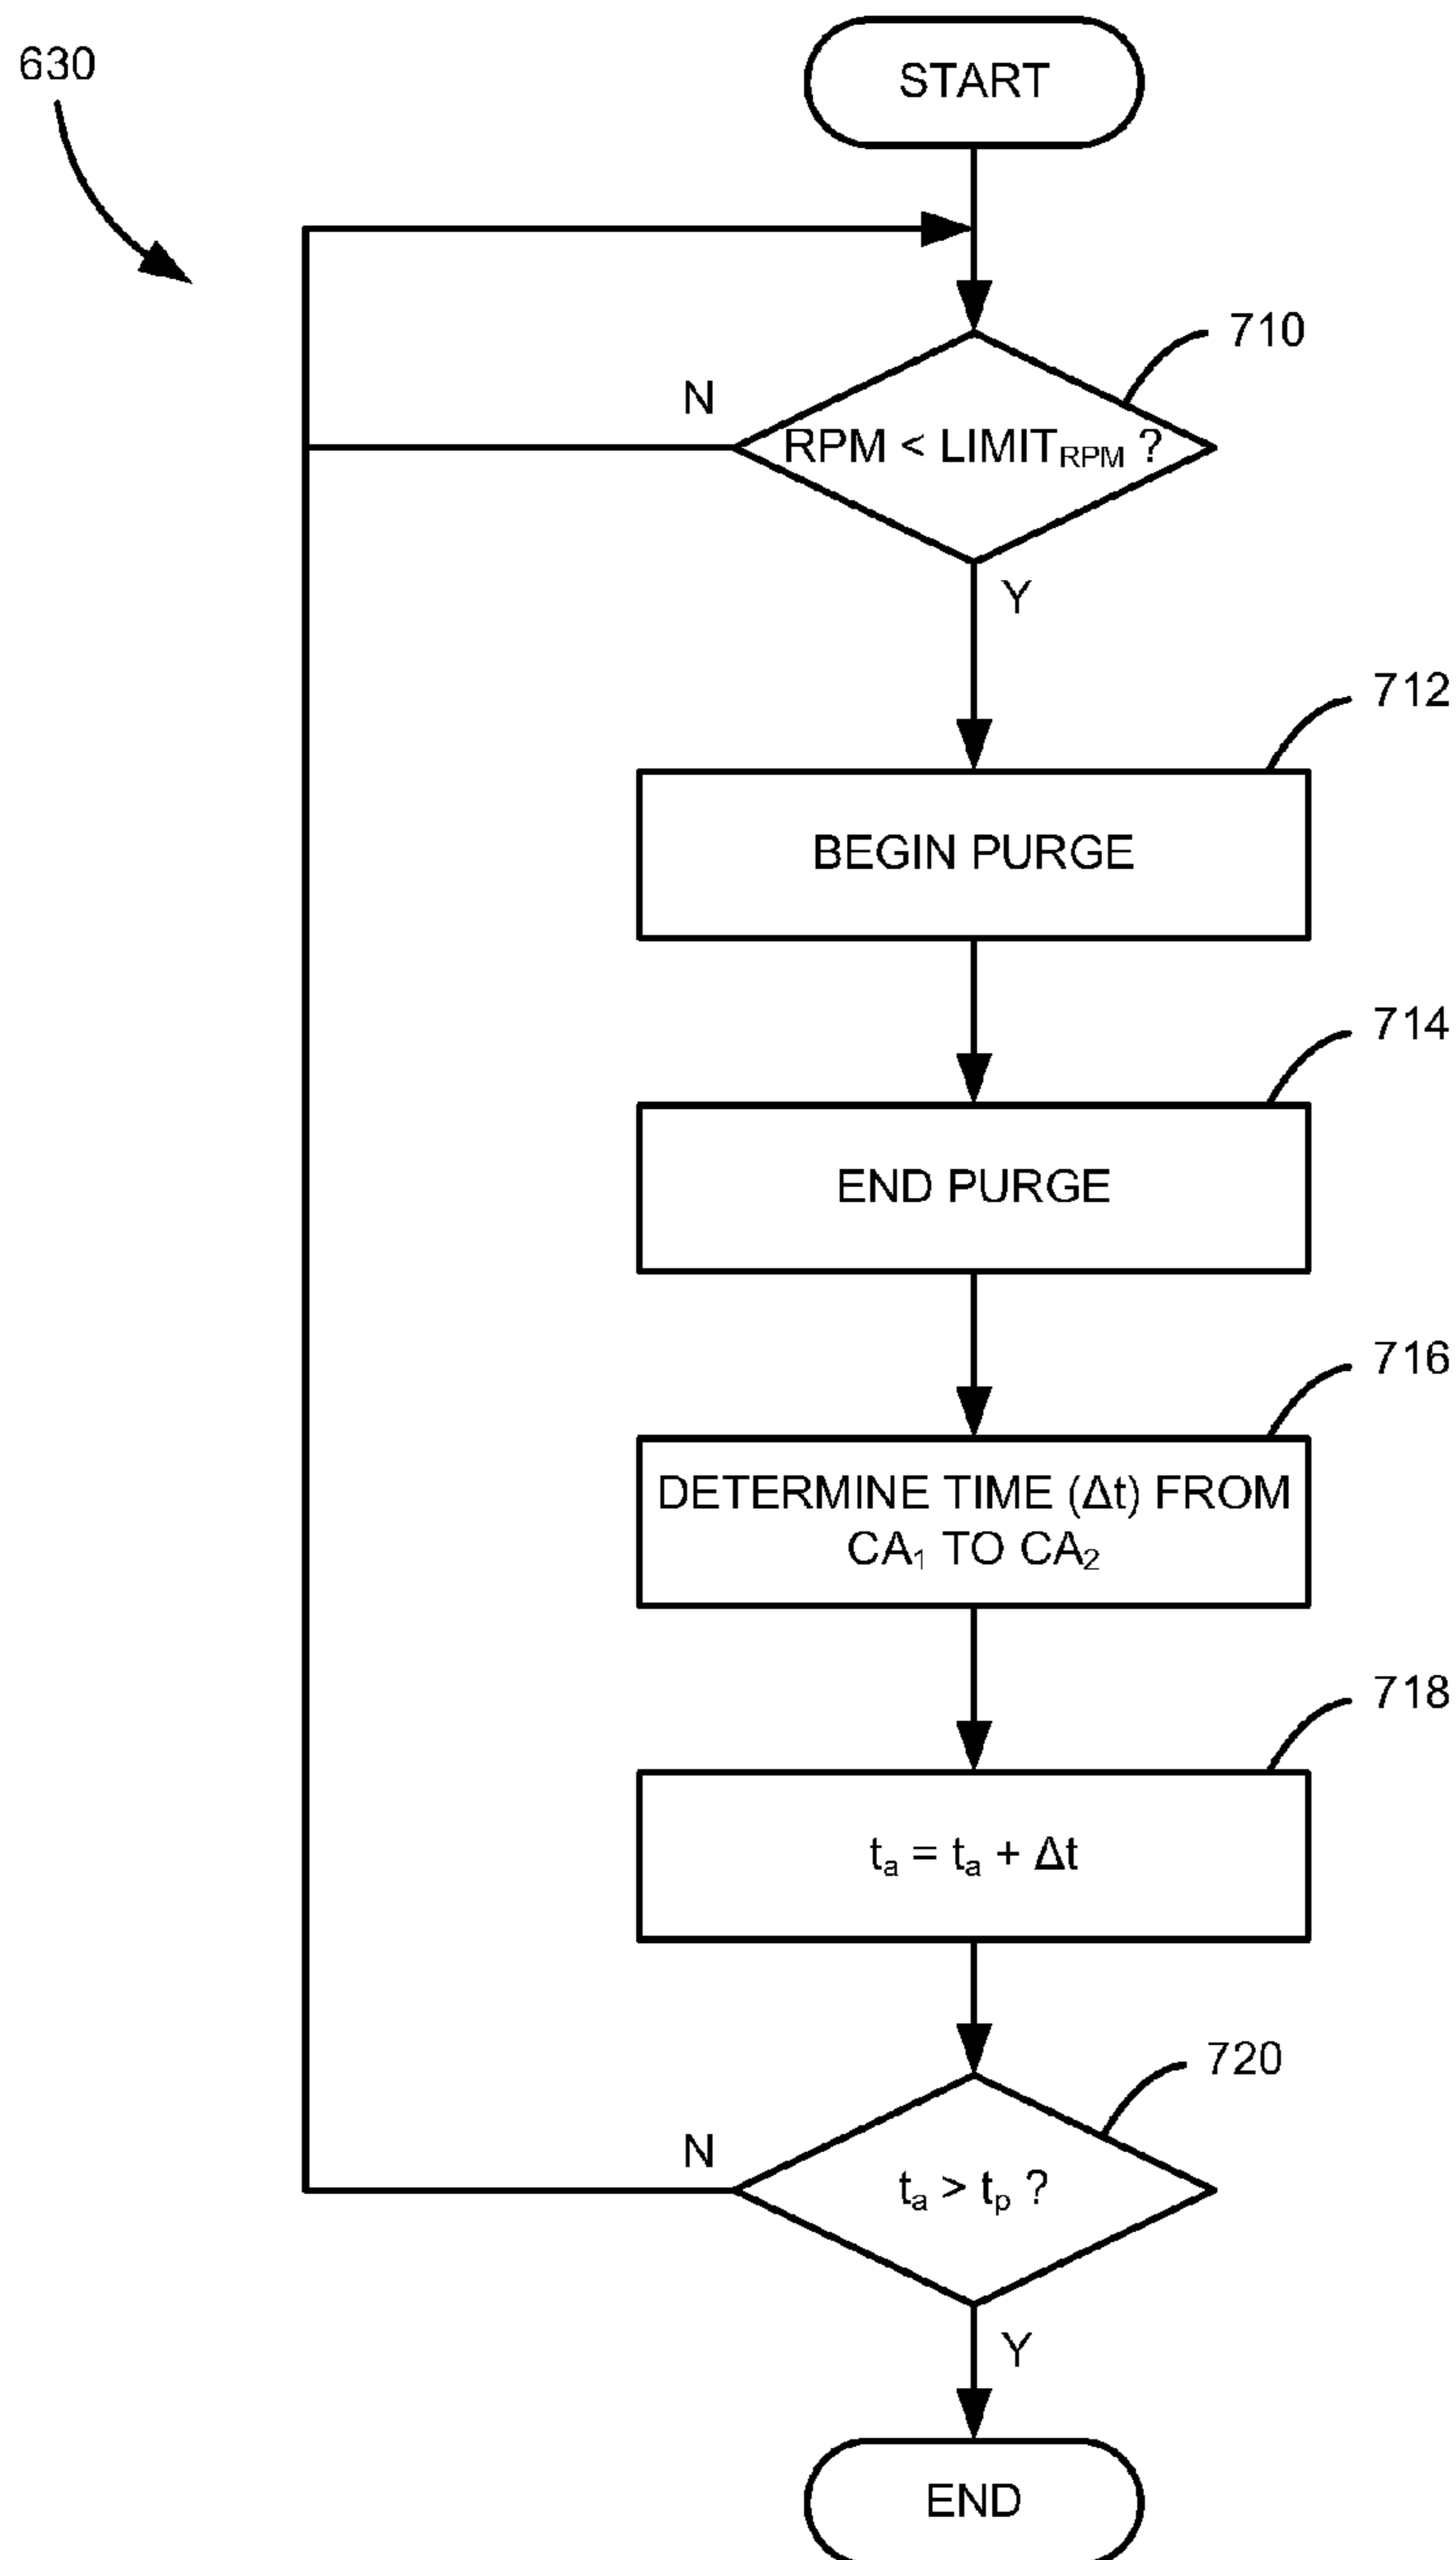 630
START
710
N
RPM < LIMIT_RPM ?
Y
712
BEGIN PURGE
714
END PURGE
716
DETERMINE TIME (Δt) FROM
CA₁ TO CA₂
718
tₐ = tₐ + Δt
720
N
tₐ > tₚ ?
Y
END